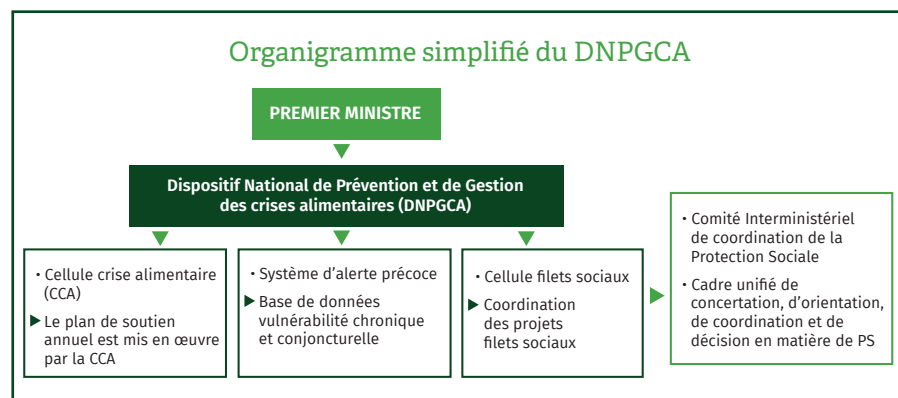 Organigramme simplifié du DNPGCA
PREMIER MINISTRE
Dispositif National de Prévention et de Gestion
des crises alimentaires (DNPGCA)
• Cellule crise alimentaire
(CCA)
▶ Le plan de soutien
annuel est mis en œuvre
par la CCA
• Système d'alerte précoce
▶ Base de données
vulnérabilité chronique
et conjoncturelle
• Cellule filets sociaux
▶ Coordination
des projets
filets sociaux
• Comité Interministériel
de coordination de la
Protection Sociale
• Cadre unifié de
concertation, d'orientation,
de coordination et de
décision en matière de PS